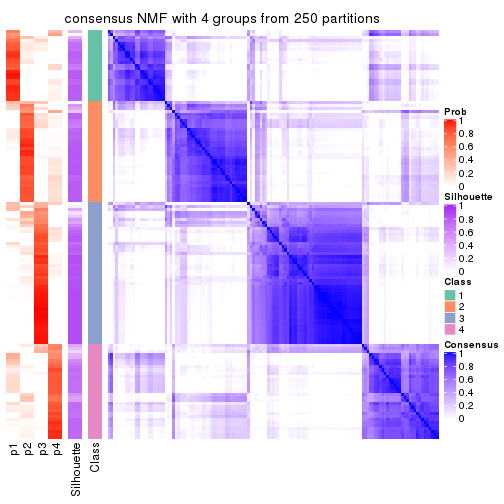 consensus NMF with 4 groups from 250 partitions
Prob
1
0.8
0.6
0.4
0.2
0
Silhouette
1
0.8
0.6
0.4
0.2
0
Class
1
2
3
4
Consensus
1
0.8
0.6
0.4
0.2
0
p1
p2
p3
p4
Silhouette
Class